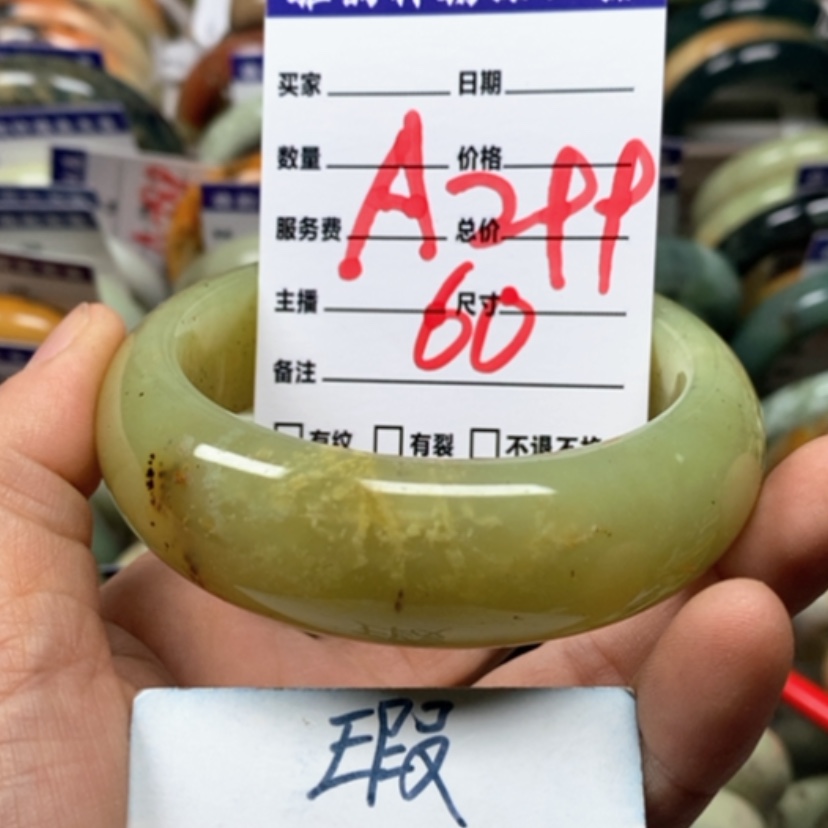 买家 日期
数量 价格
A299
服务费 总价
主播 尺寸
60
备注
有纹 有裂 不退不换
瑕